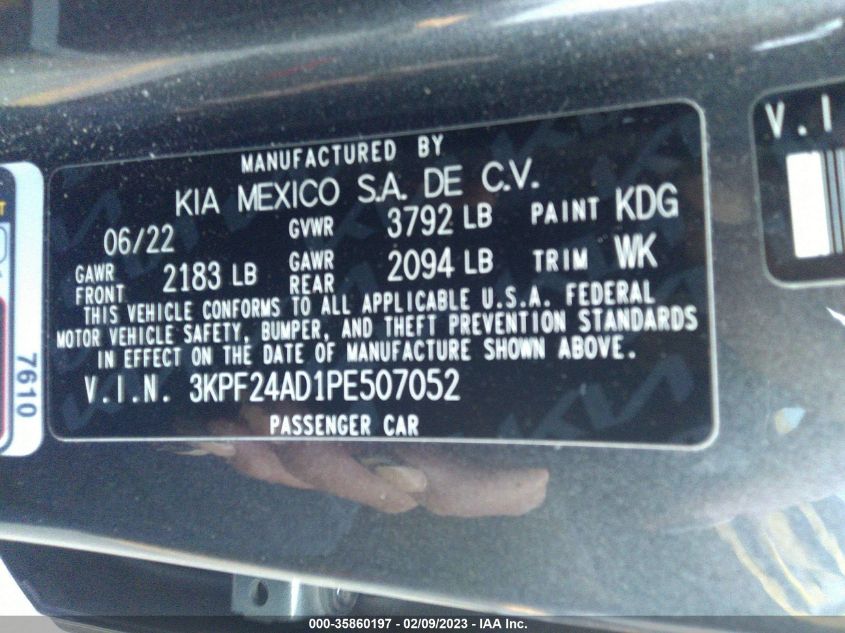 MANUFACTURED BY
KIA MEXICO S.A. DE C.V.
06/22 GVWR 3792 LB PAINT KDG
GAWR FRONT 2183 LB GAWR REAR 2094 LB TRIM WK
THIS VEHICLE CONFORMS TO ALL APPLICABLE U.S.A. FEDERAL
MOTOR VEHICLE SAFETY, BUMPER, AND THEFT PREVENTION STANDARDS
IN EFFECT ON THE DATE OF MANUFACTURE SHOWN ABOVE.
V.I.N. 3KPF24AD1PE507052
PASSENGER CAR
7610
V.I
000-35860197 - 02/09/2023 - IAA Inc.